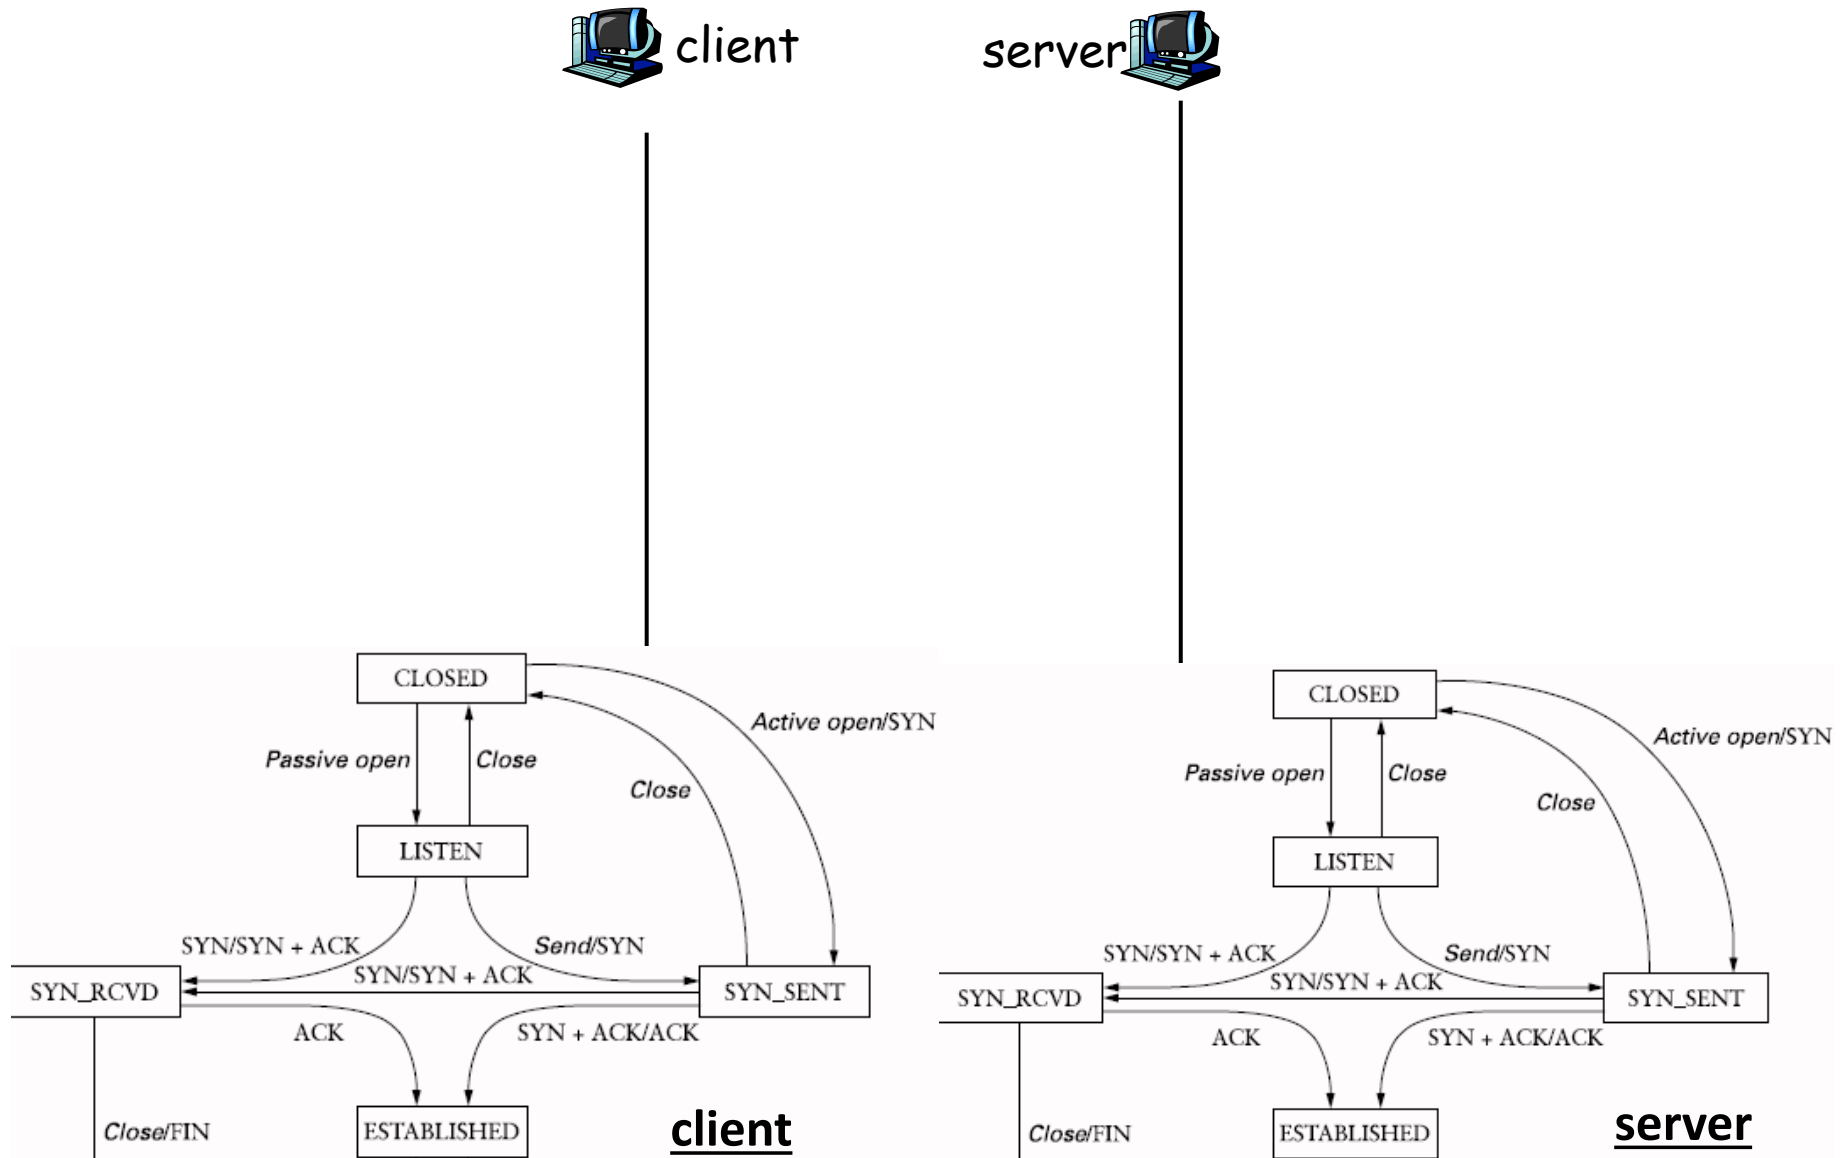 client
server
CLOSED
Active open/SYN
Passive open
Close
Close
LISTEN
SYN/SYN + ACK
Send/SYN
SYN/SYN + ACK
SYN_RCVD
SYN_SENT
ACK
SYN + ACK/ACK
Close/FIN
ESTABLISHED
client
CLOSED
Active open/SYN
Passive open
Close
Close
LISTEN
SYN/SYN + ACK
Send/SYN
SYN/SYN + ACK
SYN_RCVD
SYN_SENT
ACK
SYN + ACK/ACK
Close/FIN
ESTABLISHED
server